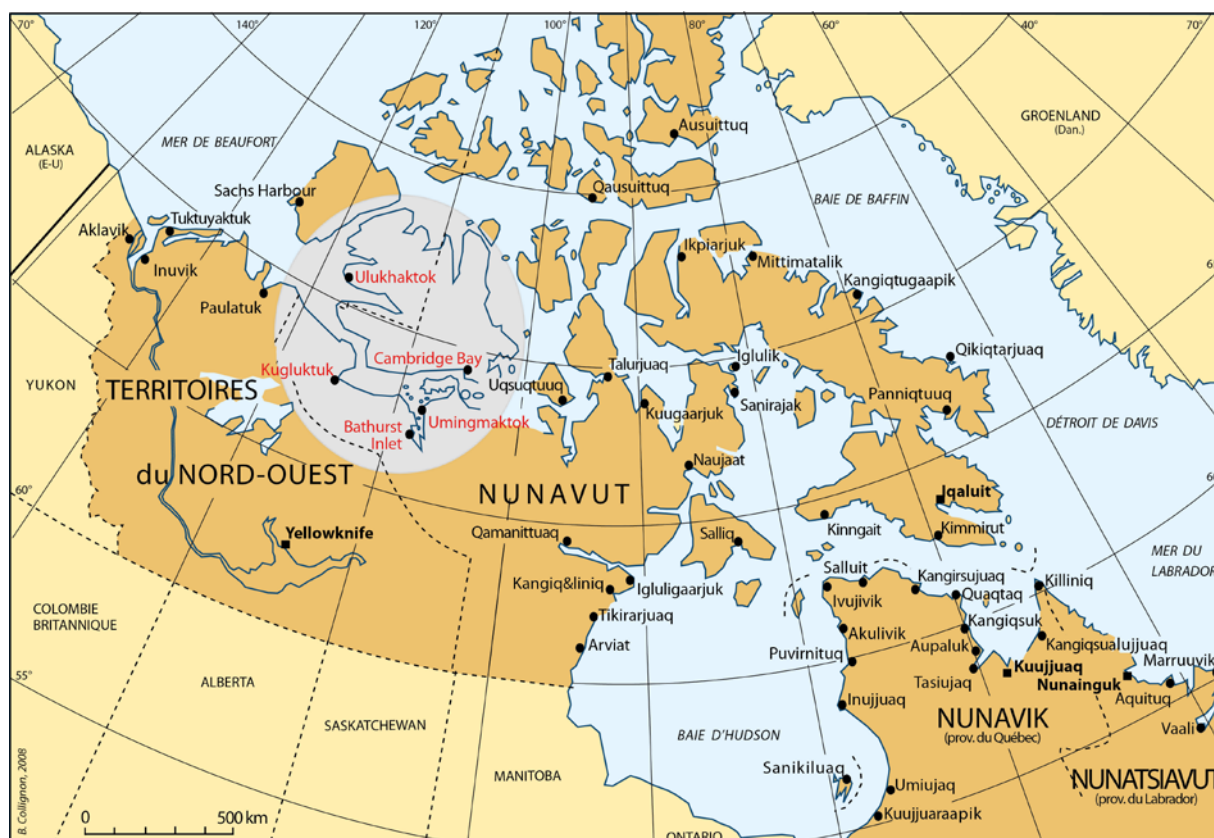 70°
140°
120°
100°
80°
60°
40°
70°
ALASKA
(E-U)
MER DE BEAUFORT
GROENLAND
(Dan.)
Ausuittuq
Sachs Harbour
Qausuittuq
BAIE DE BAFFIN
Aklavik
Tuktuyaktuk
Inuvik
Ikpiarjuk
Mittimatalik
Ulukhaktok
Paulatuk
Kangiqtugaapik
Cambridge Bay
Kugluktuk
Talurjuaq
Iglulik
Qikiqtarjuaq
YUKON
TERRITOIRES
Uqsuqtuuq
Kuugaarjuk
Sanirajak
Panniqtuuq
Bathurst
Inlet
Umingmaktok
DÉTROIT DE DAVIS
du NORD-OUEST
NUNAVUT
Naujaat
60°
Iqaluit
Yellowknife
Qamanittuaq
Salliq
Kinngait
Kimmirut
MER DU
LABRADOR
Kangiq&liniq
Igluligaarjuk
Salluit
Kangirsujuaq
Killiniq
Ivujivik
Quaqtaq
COLOMBIE
BRITANNIQUE
Tikirarjuaq
Akulivik
Kangiqsuk
Arviat
Puvirnituq
Aupaluk
Kangiqsualujjuaq
55°
ALBERTA
Tasiujaq
Kuujjuaq
Marruuvik
Nunainguk
Aquituq
Inujjuaq
SASKATCHEWAN
BAIE D'HUDSON
NUNAVIK
(prov. du Québec)
Vaali
MANITOBA
Sanikiluaq
Umiujaq
NUNATSIAVUT
(prov. du Labrador)
Kuujjuaraapik
ONTARIO
B. Collignon, 2008
0
500 km